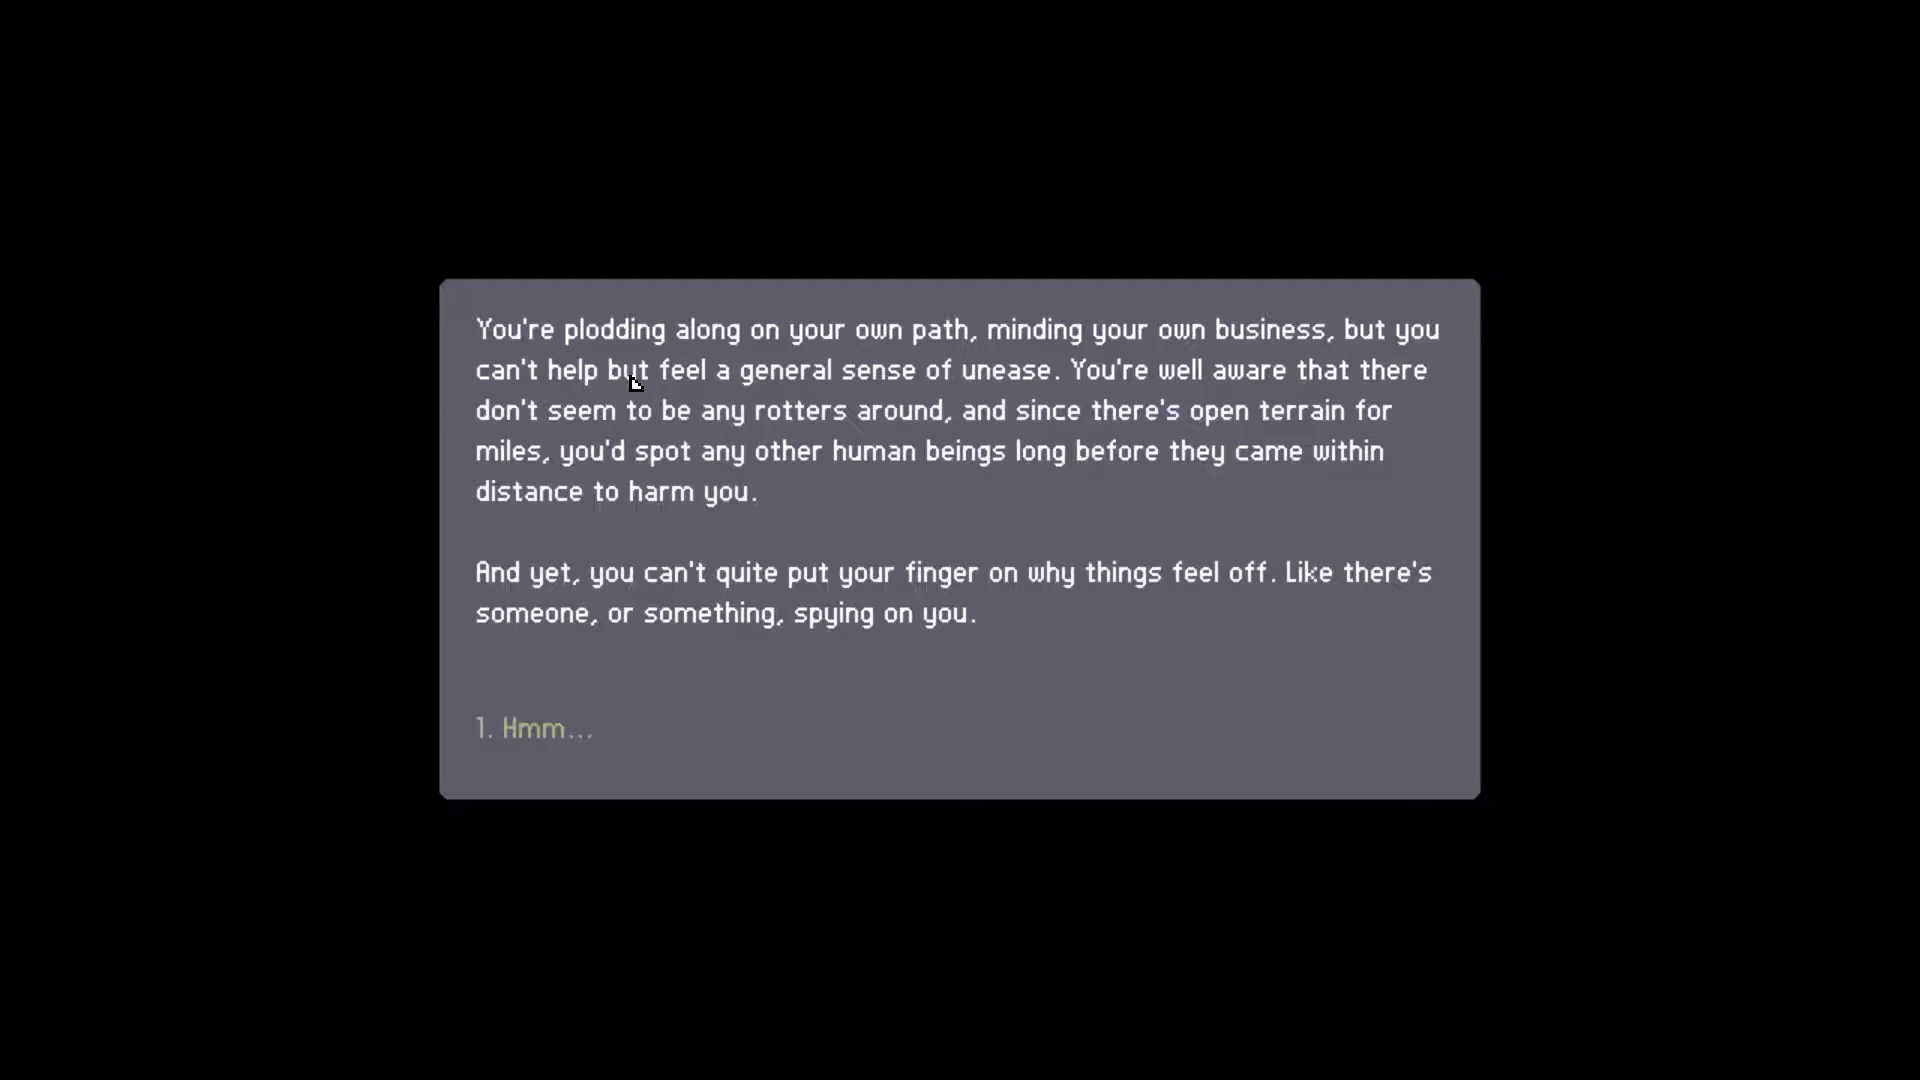 You're plodding along on your own path, minding your own business, but you
can't help but feel a general sense of unease. You're well aware that there
don't seem to be any rotters around, and since there's open terrain for
miles, you'd spot any other human beings long before they came within
distance to harm you.
And yet, you can't quite put your finger on why things feel off. Like there's
someone, or something, spying on you.
1. Hmm...